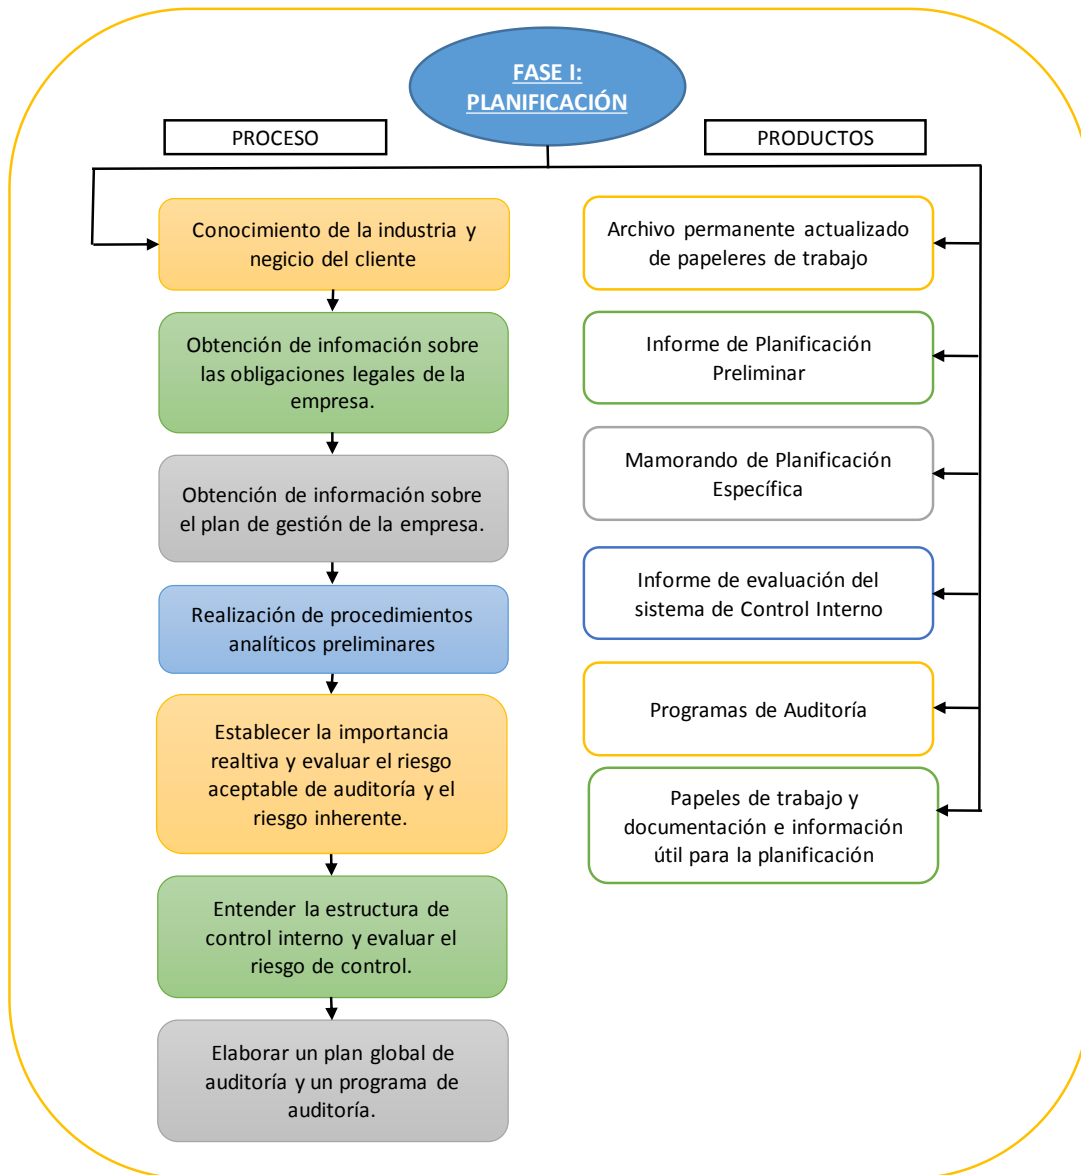 FASE I:
PLANIFICACIÓN
PROCESO
PRODUCTOS
Conocimiento de la industria y
negicio del cliente
Obtención de infomación sobre
las obligaciones legales de la
empresa.
Obtención de información sobre
el plan de gestión de la empresa.
Realización de procedimientos
analíticos preliminares
Establecer la importancia
realtiva y evaluar el riesgo
aceptable de auditoría y el
riesgo inherente.
Entender la estructura de
control interno y evaluar el
riesgo de control.
Elaborar un plan global de
auditoría y un programa de
auditoría.
Archivo permanente actualizado
de papeleres de trabajo
Informe de Planificación
Preliminar
Mamorando de Planificación
Específica
Informe de evaluación del
sistema de Control Interno
Programas de Auditoría
Papeles de trabajo y
documentación e información
útil para la planificación